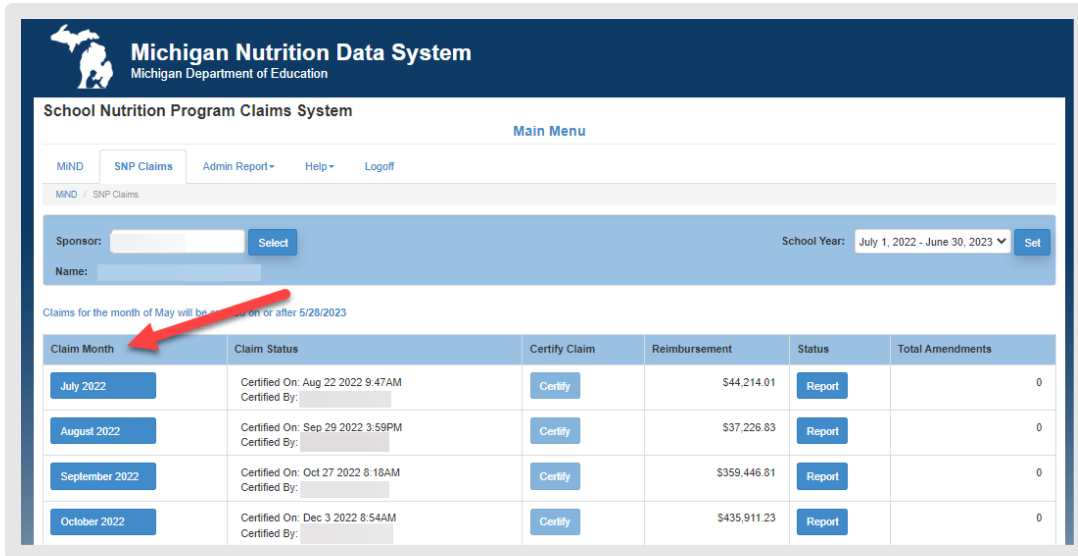 Michigan Nutrition Data System
Michigan Department of Education
School Nutrition Program Claims System
Main Menu
MiND SNP Claims Admin Report Help Logoff
MiND / SNP Claims
Sponsor: Select School Year: July 1, 2022 - June 30, 2023 Set
Name:
Claims for the month of May will be on or after 5/28/2023
Claim Month Claim Status Certify Claim Reimbursement Status Total Amendments
July 2022 Certified On: Aug 22 2022 9:47AM Certify $44,214.01 Report 0
Certified By:
August 2022 Certified On: Sep 29 2022 3:59PM Certify $37,226.83 Report 0
Certified By:
September 2022 Certified On: Oct 27 2022 8:18AM Certify $359,446.81 Report 0
Certified By:
October 2022 Certified On: Dec 3 2022 8:54AM Certify $435,911.23 Report 0
Certified By: